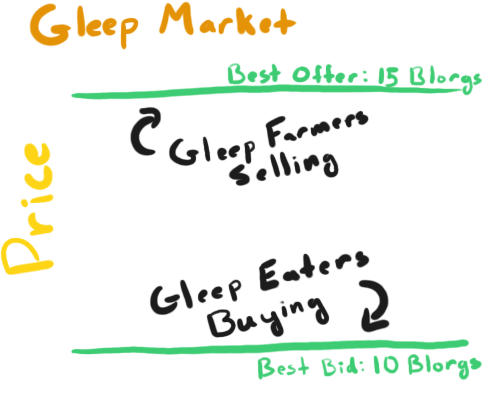 Gleep Market
Best Offer: 15 Blorgs
Gleep Farmers
Selling
Price
Gleep Eaters
Buying
Best Bid: 10 Blorgs